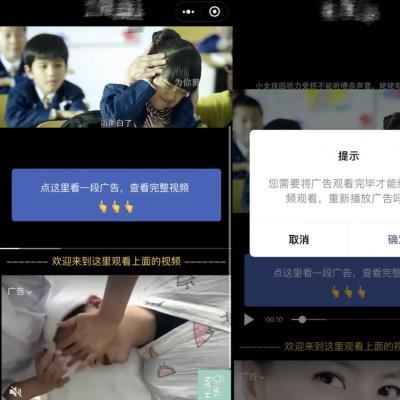 为你剪
听明白了
点这里看一段广告，查看完整视频
欢迎来到这里观看上面的视频
广告
小女孩因听力受损不能听嘈杂声音，姥姥
提示
您需要将广告观看完毕才能继
频观看，重新播放广告吗
取消
确定
点这里看一段广告，查看完整视
00:10
欢迎来到这里观看上面的视
广告